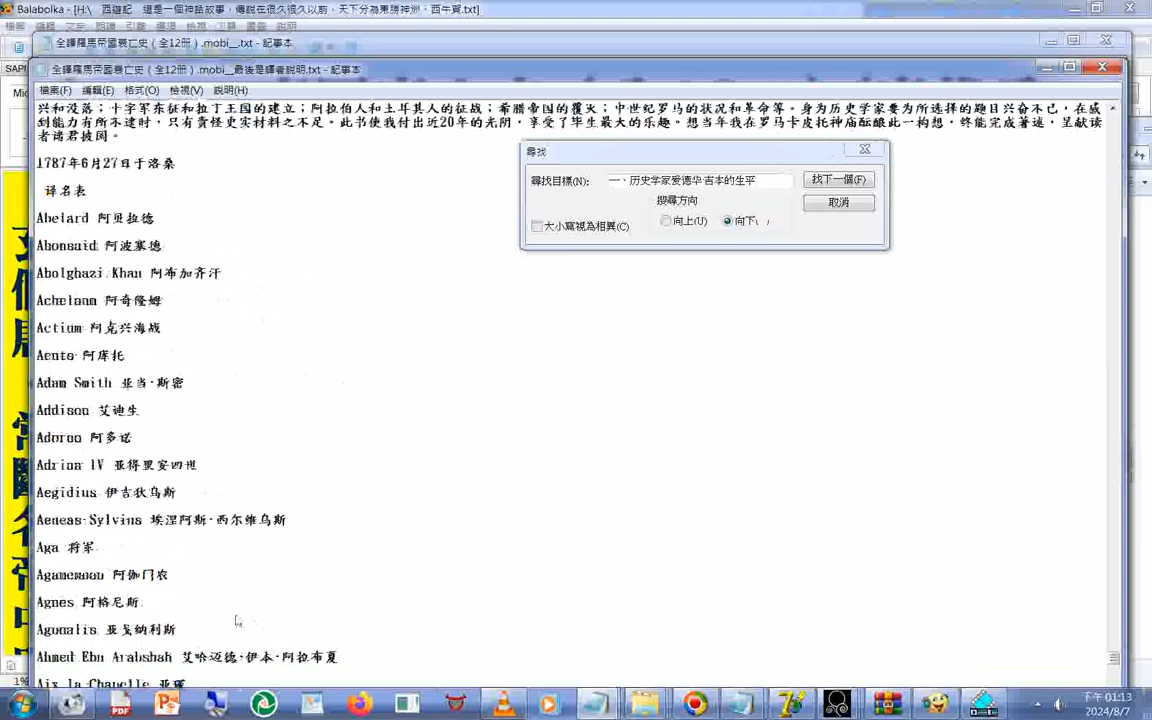 Balabolka - [H:\ 西遊記 這是一個神話故事，傳說在很久很久以前，天下分為東勝神洲、西牛賀.txt]
全譯羅馬帝國衰亡史（全12冊）.mobi__.txt - 記事本
SAPI
全譯羅馬帝國衰亡史（全12冊）.mobi__最後是譯者說明.txt - 記事本
檔案(F) 編輯(E) 格式(O) 檢視(V) 說明(H)
兴和没落；十字军东征和拉丁王国的建立；阿拉伯人和土耳其人的征战；希腊帝国的覆灭；中世纪罗马的状况和革命等。身为历史学家要为所选择的题目兴奋不已，在感
到能力有所不逮时，只有责怪史实材料之不足。此书使我付出近20年的光阴，享受了毕生最大的乐趣。想当年我在罗马卡皮托神庙酝酿此一构想，终能完成著述，呈献读
者诸君披阅。
尋找
1787年6月27日于洛桑
尋找目標(N): 一、历史学家爱德华·吉本的生平 找下一個(F)
译名表
搜尋方向
取消
大小寫視為相異(C) 向上(U) 向下
Abelard 阿贝拉德
Abonsaid 阿波塞德
Abolghazi Khan 阿布加齐汗
Acheloum 阿奇隆姆
Actium 阿克兴海战
Acuto 阿库托
Adam Smith 亚当·斯密
Addison 艾迪生
Adorno 阿多诺
Adrian IV 亚得里安四世
Aegidius 伊吉狄乌斯
Aeneas Sylvius 埃涅阿斯·西尔维乌斯
Aga 将军
Agamemnon 阿伽门农
Agnes 阿格尼斯
Agonalis 亚戈纳利斯
Ahmed Ebn Arabshah 艾哈迈德·伊本·阿拉布夏
Aix la Chapelle 亚琛
下午 01:13
2024/8/7